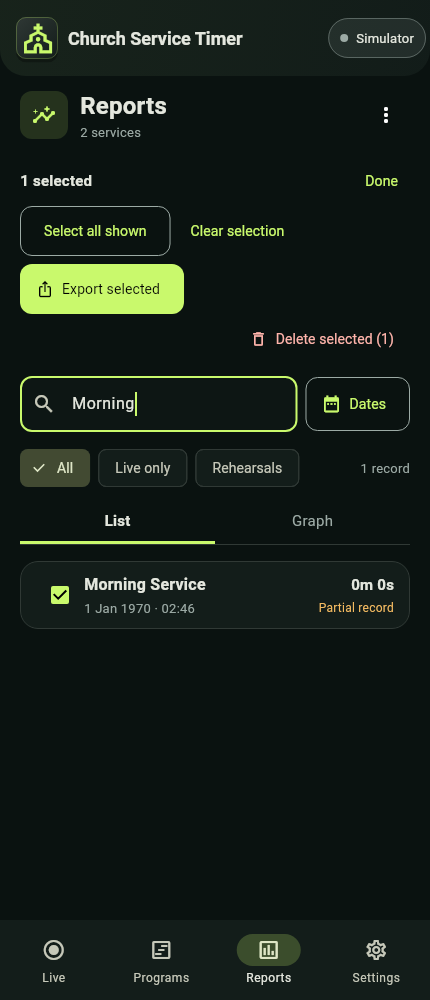 Church Service Timer
Simulator
Reports
2 services
1 selected
Done
Select all shown
Clear selection
Export selected
Delete selected (1)
Morning
Dates
All
Live only
Rehearsals
1 record
List
Graph
Morning Service
0m 0s
1 Jan 1970 · 02:46
Partial record
Live
Programs
Reports
Settings